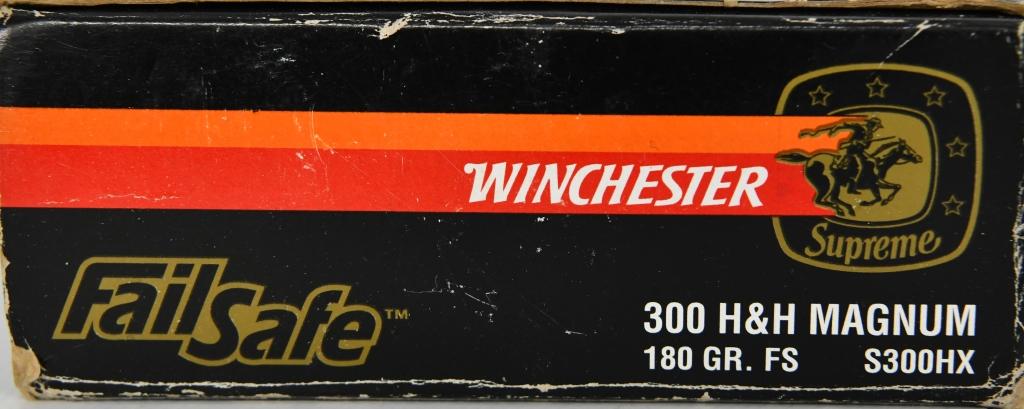 WINCHESTER
Supreme
FailSafe™
300 H&H MAGNUM
180 GR. FS S300HX